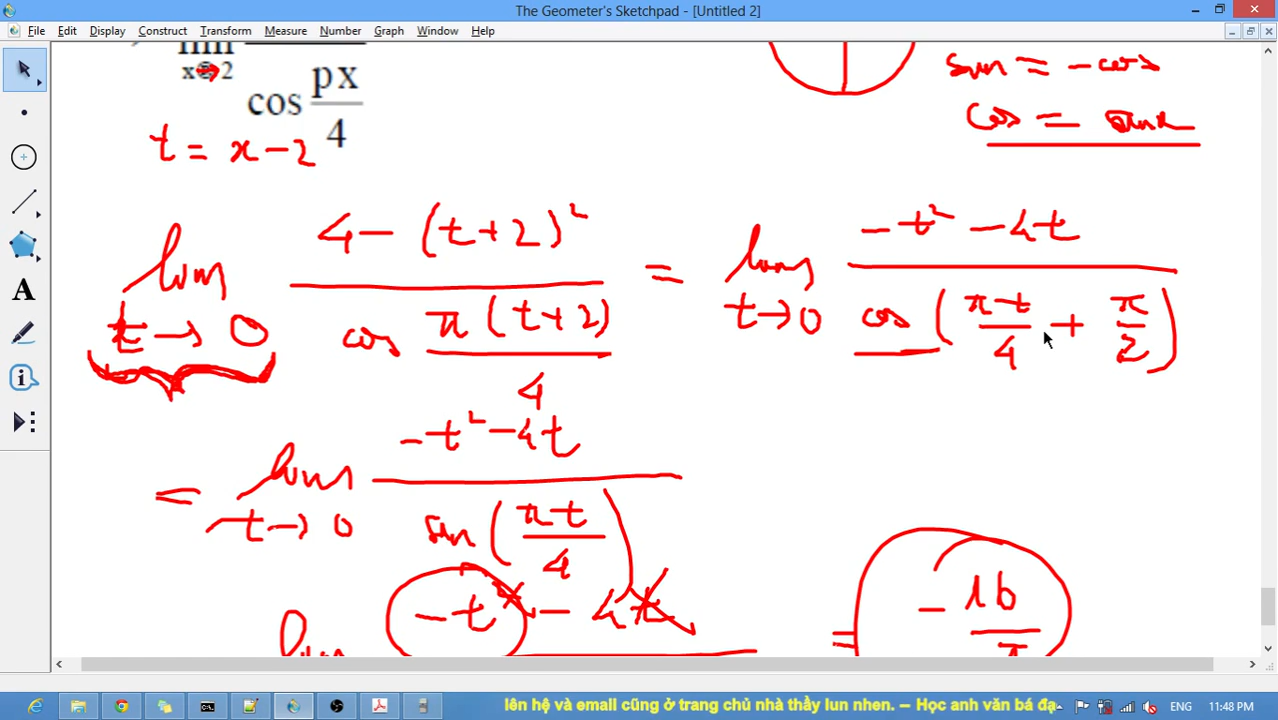 The Geometer's Sketchpad - [Untitled 2]
File Edit Display Construct Transform Measure Number Graph Window Help
lim
x→2
cos px/4
sin = -cos
cos = sin x
t = x - 2
lim t→0 4-(t+2)² / cos π(t+2)/4 = lim t→0 -t²-4t / cos(πt/4 + π/2)
= lim t→0 -t²-4t / sin(πt/4)
lim -t - 4t = -16/π
A
lên hệ và email cũng ở trang chủ nhà thầy lun nhen. -- Học anh văn bá đạ
ENG 11:48 PM